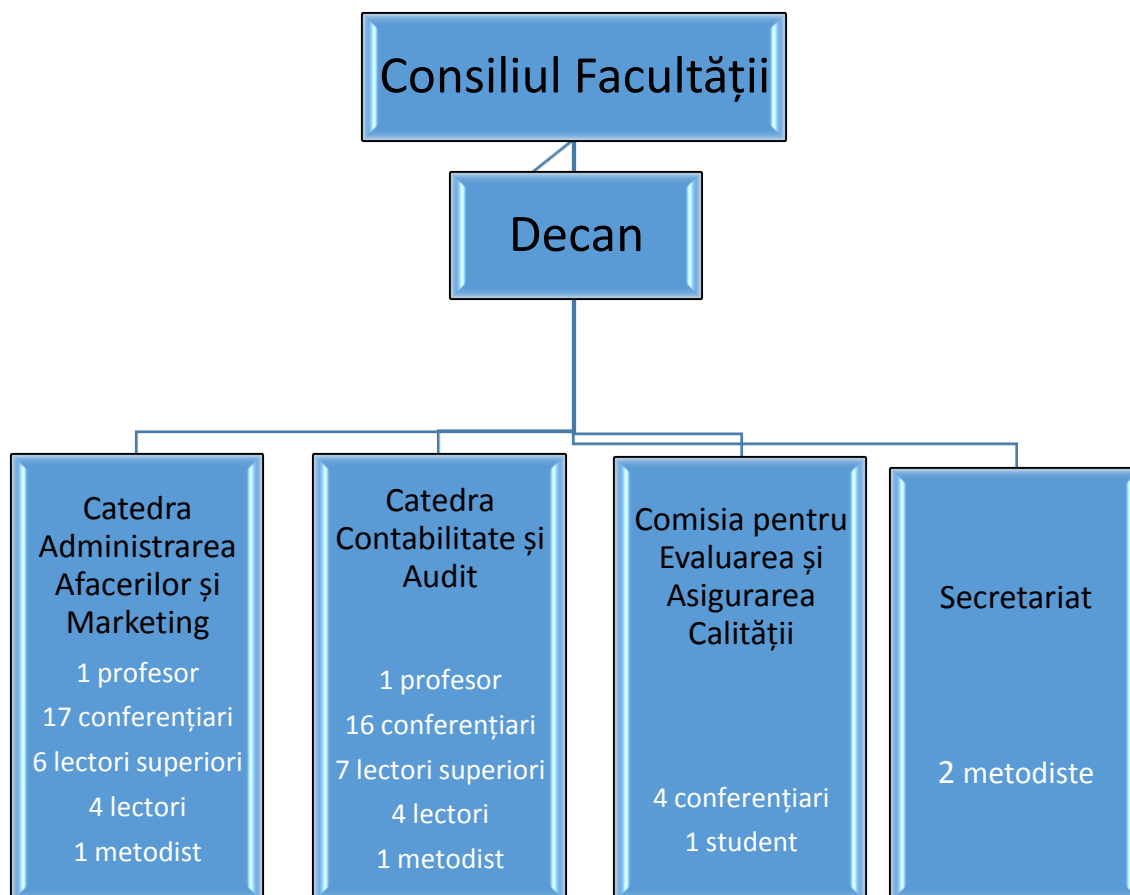 Consiliul Facultății
Decan
Catedra
Administrarea
Afacerilor și
Marketing
1 profesor
17 conferențiari
6 lectori superiori
4 lectori
1 metodist
Catedra
Contabilitate și
Audit
1 profesor
16 conferențiari
7 lectori superiori
4 lectori
1 metodist
Comisia pentru
Evaluarea și
Asigurarea
Calității
4 conferențiari
1 student
Secretariat
2 metodiste